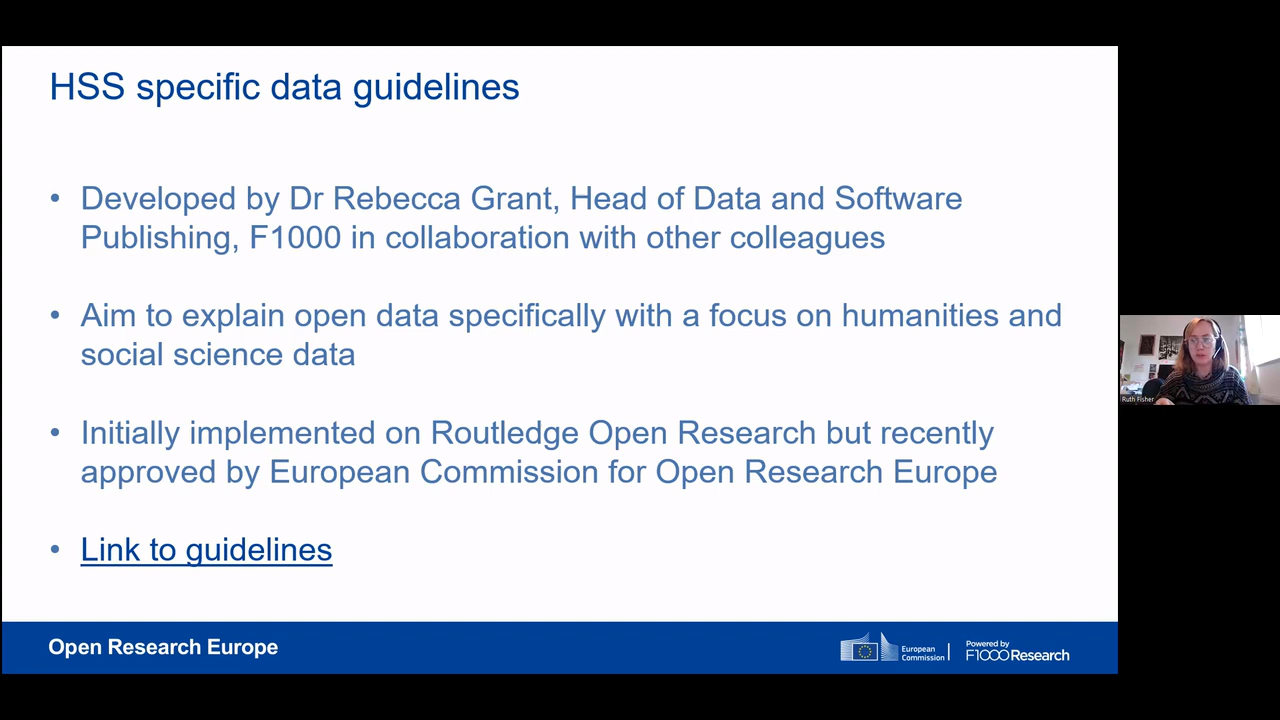 HSS specific data guidelines
• Developed by Dr Rebecca Grant, Head of Data and Software
Publishing, F1000 in collaboration with other colleagues
• Aim to explain open data specifically with a focus on humanities and
social science data
• Initially implemented on Routledge Open Research but recently
approved by European Commission for Open Research Europe
• Link to guidelines
Ruth Fisher
Open Research Europe
European
Commission
Powered by
F1000Research